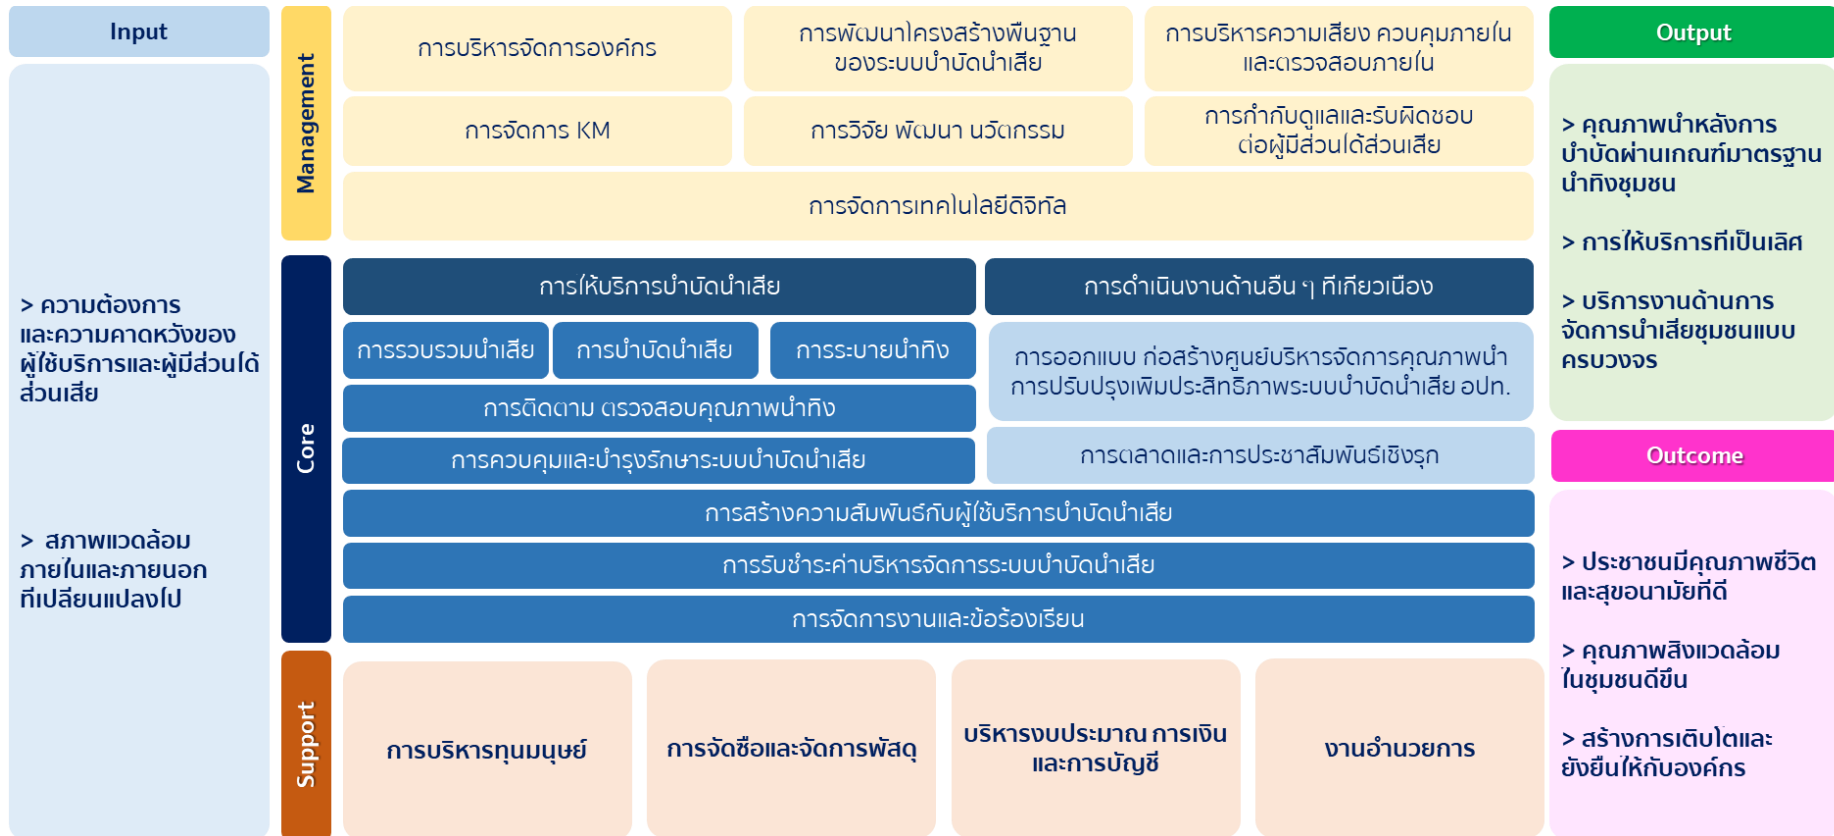 Input
> ความต้องการ
และความคาดหวังของ
ผู้ใช้บริการและผู้มีส่วนได้
ส่วนเสีย
> สภาพแวดล้อม
ภายในและภายนอก
ทีเปลียนแปลงไป
Management
การบริหารจัดการองค์กร
การพัฒนาโครงสร้างพืนฐาน
ของระบบบำบัดนำเสีย
การบริหารความเสียง ควบคุมภายใน
และตรวจสอบภายใน
การจัดการ KM
การวิจัย พัฒนา นวัตกรรม
การกำกับดูแลและรับผิดชอบ
ต่อผู้มีส่วนได้ส่วนเสีย
การจัดการเทคโนโลยีดิจิทัล
Core
การให้บริการบำบัดนำเสีย
การดำเนินงานด้านอืน ๆ ทีเกียวเนือง
การรวบรวมนำเสีย
การบำบัดนำเสีย
การระบายนำทิง
การออกแบบ ก่อสร้างศูนย์บริหารจัดการคุณภาพนำ
การปรับปรุงเพิมประสิทธิภาพระบบบำบัดนำเสีย อปท.
การติดตาม ตรวจสอบคุณภาพนำทิง
การควบคุมและบำรุงรักษาระบบบำบัดนำเสีย
การตลาดและการประชาสัมพันธ์เชิงรุก
การสร้างความสัมพันธ์กับผู้ใช้บริการบำบัดนำเสีย
การรับชำระค่าบริหารจัดการระบบบำบัดนำเสีย
การจัดการงานและข้อร้องเรียน
Support
การบริหารทุนมนุษย์
การจัดซือและจัดการพัสดุ
บริหารงบประมาณ การเงิน
และการบัญชี
งานอำนวยการ
Output
> คุณภาพนำหลังการ
บำบัดผ่านเกณฑ์มาตรฐาน
นำทิงชุมชน
> การให้บริการทีเป็นเลิศ
> บริการงานด้านการ
จัดการนำเสียชุมชนแบบ
ครบวงจร
Outcome
> ประชาชนมีคุณภาพชีวิต
และสุขอนามัยทีดี
> คุณภาพสิงแวดล้อม
ในชุมชนดีขึน
> สร้างการเติบโตและ
ยังยืนให้กับองค์กร